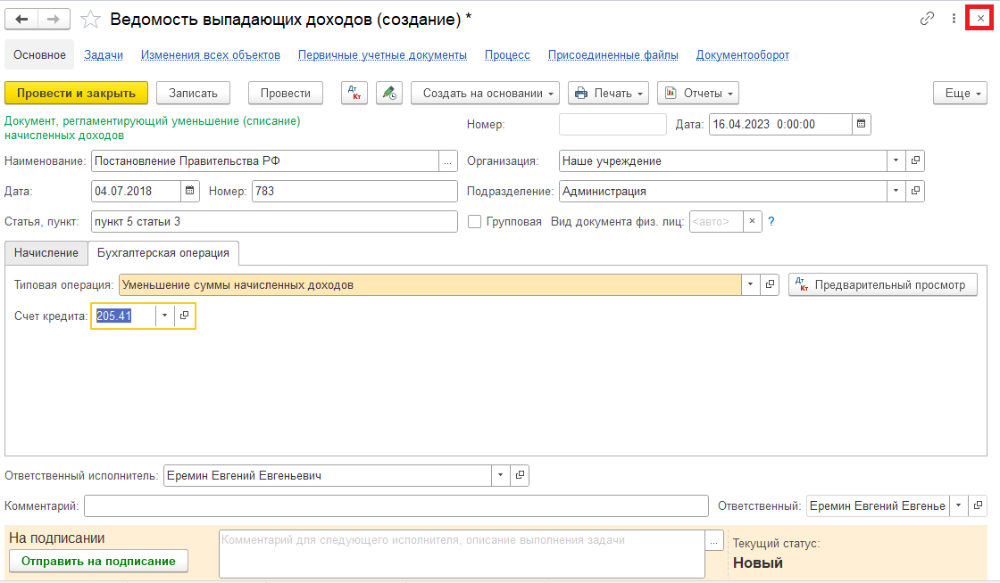 Ведомость выпадающих доходов (создание) *
Основное Задачи Изменения всех объектов Первичные учетные документы Процесс Присоединенные файлы Документооборот
Провести и закрыть Записать Провести Дт Кт Создать на основании Печать Отчеты Еще
Документ, регламентирующий уменьшение (списание)
начисленных доходов
Номер: Дата: 16.04.2023 0:00:00
Наименование: Постановление Правительства РФ ... Организация: Наше учреждение
Дата: 04.07.2018 Номер: 783 Подразделение: Администрация
Статья, пункт: пункт 5 статьи 3 Групповая Вид документа физ. лиц: <авто> × ?
Начисление Бухгалтерская операция
Типовая операция: Уменьшение суммы начисленных доходов Дт Кт Предварительный просмотр
Счет кредита: 205.41
Ответственный исполнитель: Еремин Евгений Евгеньевич
Комментарий: Ответственный: Еремин Евгений Евгенье
На подписании
Комментарий для следующего исполнителя, описание выполнения задачи ...
Текущий статус:
Отправить на подписание
Новый